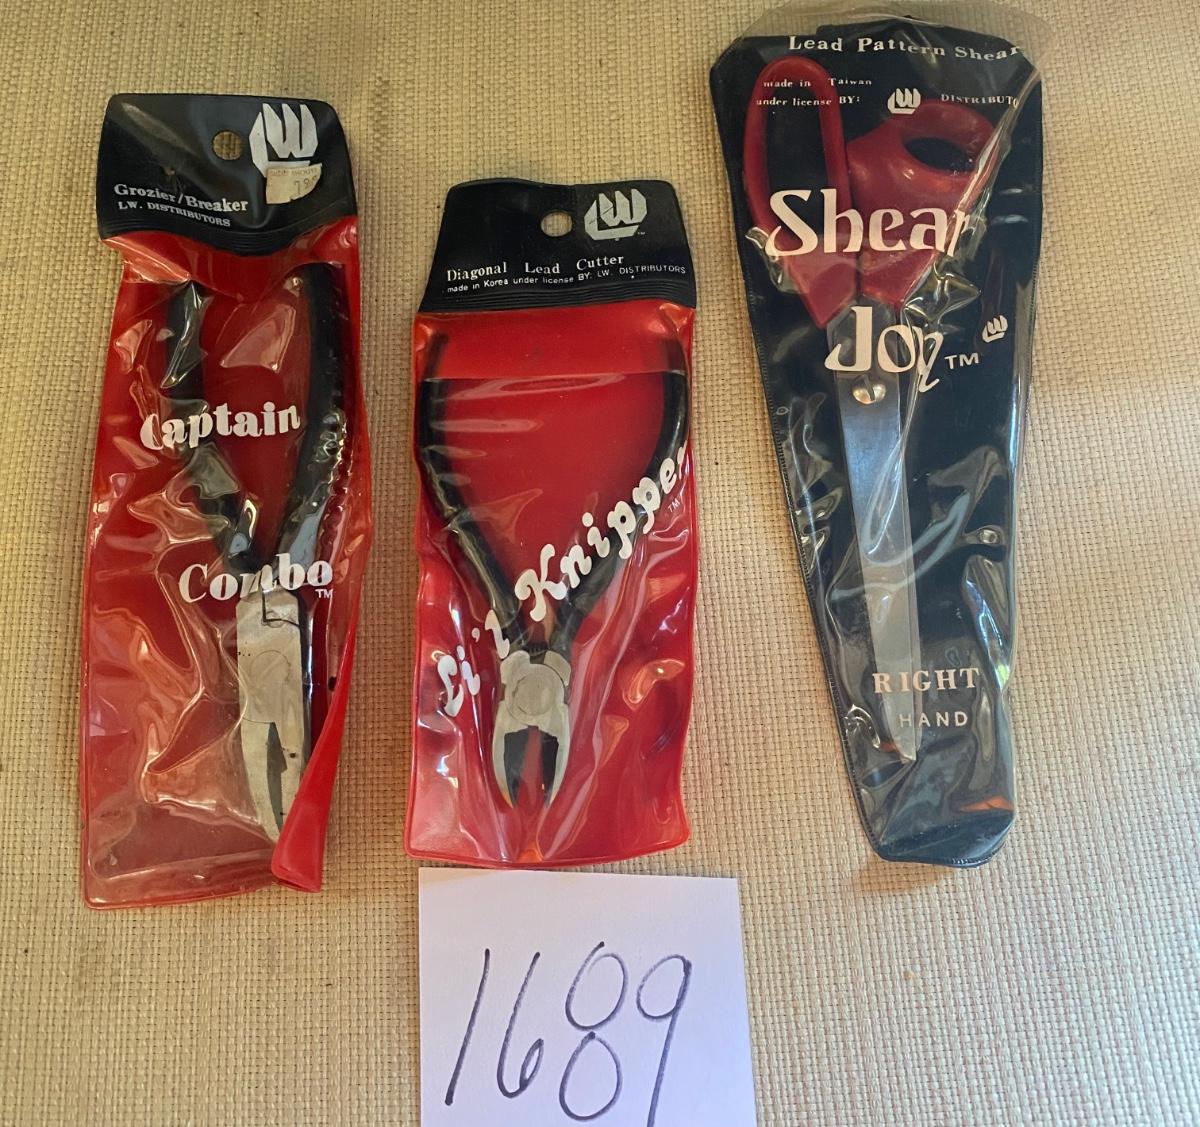 Grozier/Breaker
L.W. DISTRIBUTORS
Captain
Combo
TM
Diagonal Lead Cutter
made in Korea under license BY: L.W. DISTRIBUTORS
Li'l Knipper
TM
Lead Pattern Shear
made in Taiwan
under license BY: LW DISTRIBUTO
Shear
Joy TM
RIGHT
HAND
1689